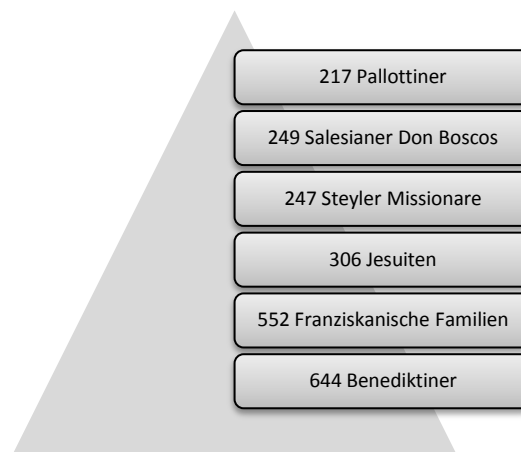 217 Pallottiner
249 Salesianer Don Boscos
247 Steyler Missionare
306 Jesuiten
552 Franziskanische Familien
644 Benediktiner